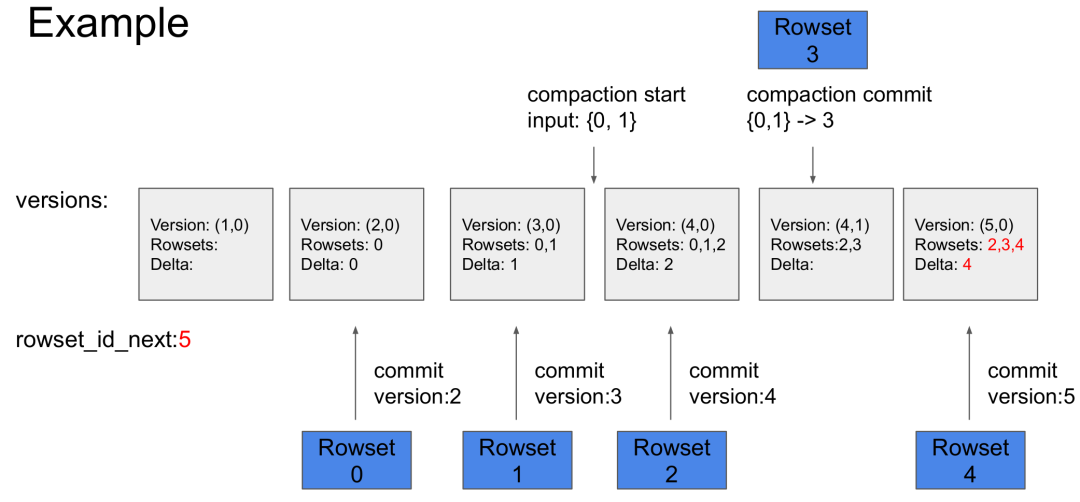 Example
Rowset
3
compaction start
input: {0, 1}
compaction commit
{0,1} -> 3
versions:
Version: (1,0)
Rowsets:
Delta:
Version: (2,0)
Rowsets: 0
Delta: 0
Version: (3,0)
Rowsets: 0,1
Delta: 1
Version: (4,0)
Rowsets: 0,1,2
Delta: 2
Version: (4,1)
Rowsets:2,3
Delta:
Version: (5,0)
Rowsets: 2,3,4
Delta: 4
rowset_id_next:5
commit
version:2
commit
version:3
commit
version:4
commit
version:5
Rowset
0
Rowset
1
Rowset
2
Rowset
4